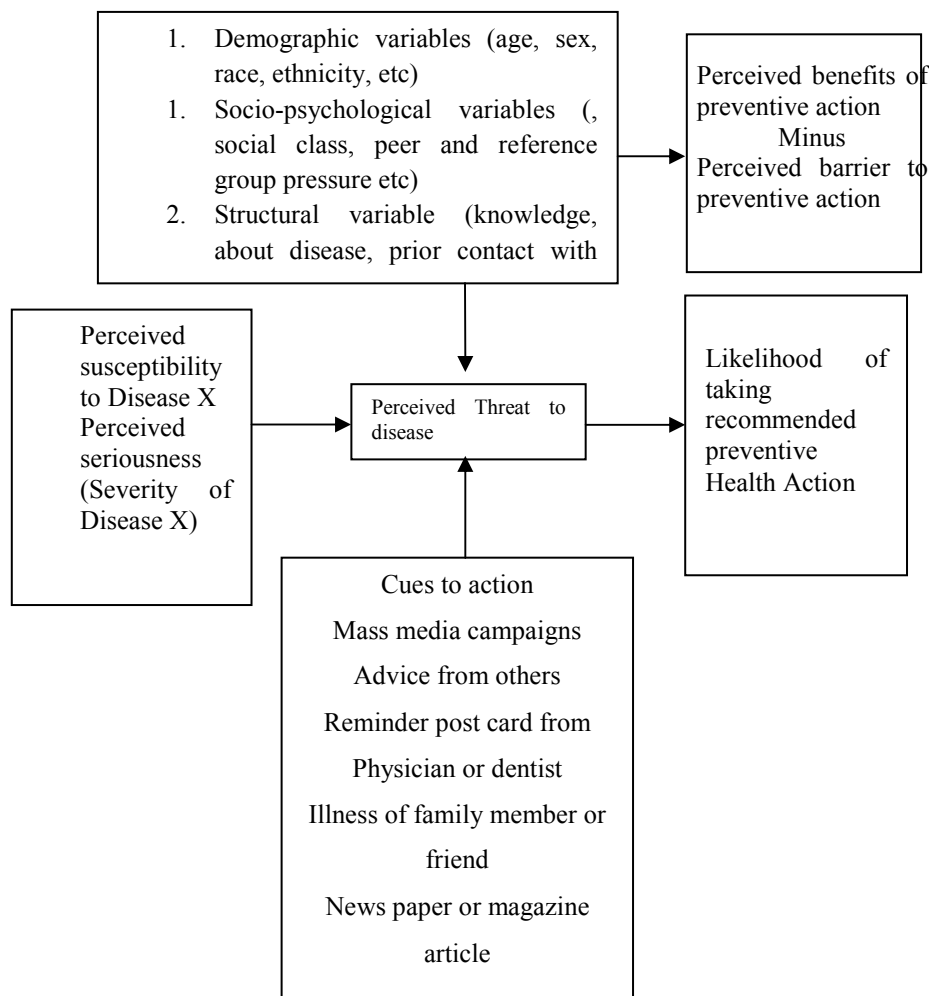 1. Demographic variables (age, sex,
race, ethnicity, etc)
1. Socio-psychological variables (,
social class, peer and reference
group pressure etc)
2. Structural variable (knowledge,
about disease, prior contact with
Perceived benefits of
preventive action
Minus
Perceived barrier to
preventive action
Perceived
susceptibility
to Disease X
Perceived
seriousness
(Severity of
Disease X)
Perceived Threat to
disease
Likelihood of
taking
recommended
preventive
Health Action
Cues to action
Mass media campaigns
Advice from others
Reminder post card from
Physician or dentist
Illness of family member or
friend
News paper or magazine
article